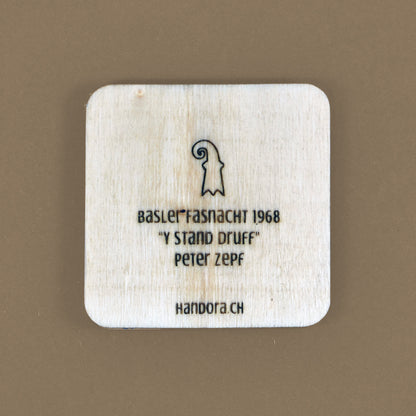 Basler Fasnacht 1968
"Y stand druff"
Peter Zepf
Handora.ch